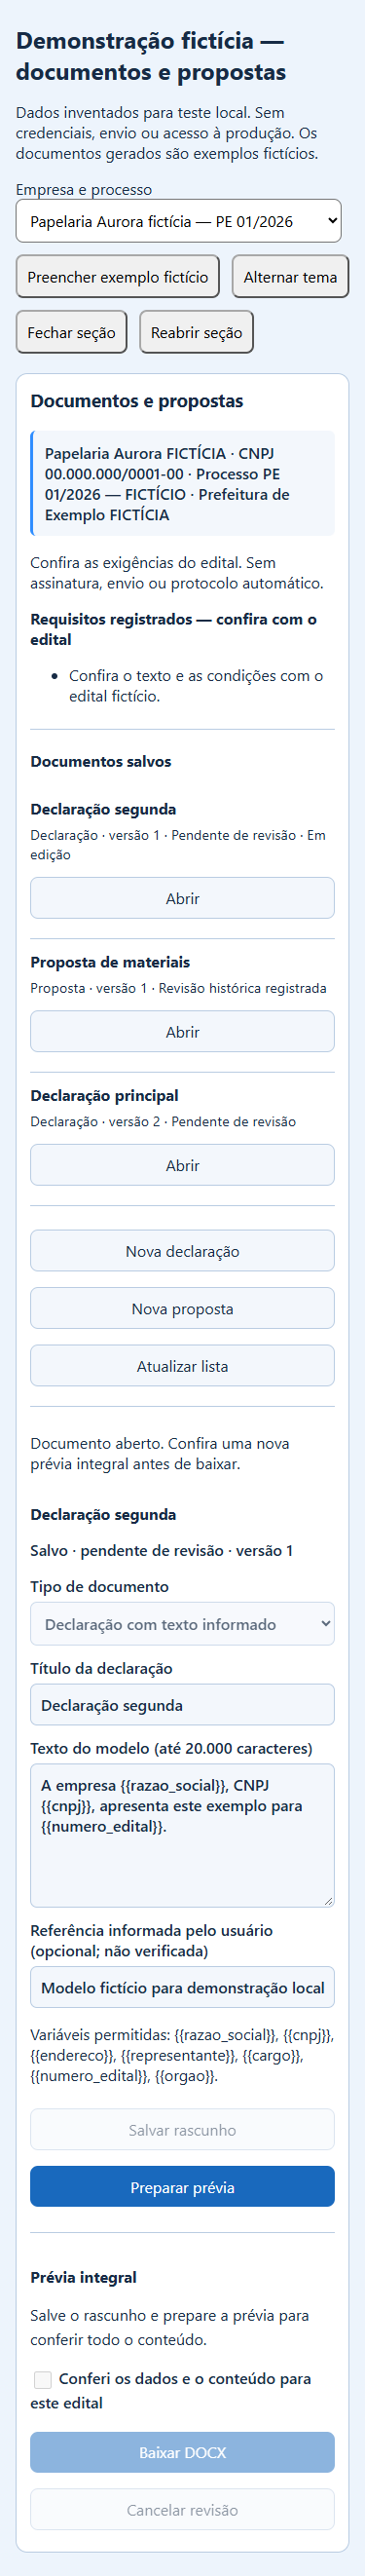 Demonstração fictícia —
documentos e propostas
Dados inventados para teste local. Sem
credenciais, envio ou acesso à produção. Os
documentos gerados são exemplos fictícios.
Empresa e processo
Papelaria Aurora fictícia — PE 01/2026
Preencher exemplo fictício
Alternar tema
Fechar seção
Reabrir seção
Documentos e propostas
Papelaria Aurora FICTÍCIA · CNPJ
00.000.000/0001-00 · Processo PE
01/2026 — FICTÍCIO · Prefeitura de
Exemplo FICTÍCIA
Confira as exigências do edital. Sem
assinatura, envio ou protocolo automático.
Requisitos registrados — confira com o
edital
• Confira o texto e as condições com o
edital fictício.
Documentos salvos
Declaração segunda
Declaração · versão 1 · Pendente de revisão · Em
edição
Abrir
Proposta de materiais
Proposta · versão 1 · Revisão histórica registrada
Abrir
Declaração principal
Declaração · versão 2 · Pendente de revisão
Abrir
Nova declaração
Nova proposta
Atualizar lista
Documento aberto. Confira uma nova
prévia integral antes de baixar.
Declaração segunda
Salvo · pendente de revisão · versão 1
Tipo de documento
Declaração com texto informado
Título da declaração
Declaração segunda
Texto do modelo (até 20.000 caracteres)
A empresa {{razao_social}}, CNPJ
{{cnpj}}, apresenta este exemplo para
{{numero_edital}}.
Referência informada pelo usuário
(opcional; não verificada)
Modelo fictício para demonstração local
Variáveis permitidas: {{razao_social}}, {{cnpj}},
{{endereco}}, {{representante}}, {{cargo}},
{{numero_edital}}, {{orgao}}.
Salvar rascunho
Preparar prévia
Prévia integral
Salve o rascunho e prepare a prévia para
conferir todo o conteúdo.
Conferi os dados e o conteúdo para
este edital
Baixar DOCX
Cancelar revisão